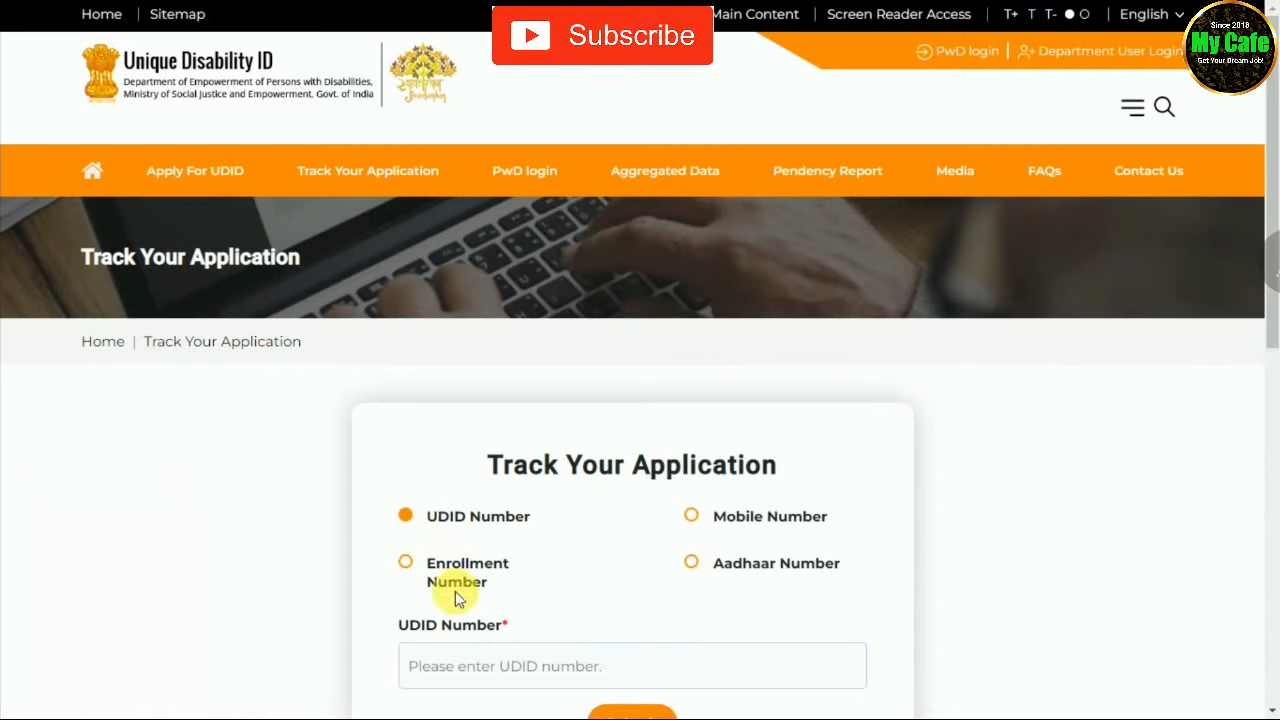 Home
Sitemap
Subscribe
Main Content
Screen Reader Access
T+ T T-
English
Since 2018
My Cafe
Get Your Dream Job!
Unique Disability ID
Department of Empowerment of Persons with Disabilities,
Ministry of Social Justice and Empowerment, Govt. of India
PwD login
Department User Login
Apply For UDID
Track Your Application
PwD login
Aggregated Data
Pendency Report
Media
FAQs
Contact Us
Track Your Application
Home | Track Your Application
Track Your Application
UDID Number
Mobile Number
Enrollment
Number
Aadhaar Number
UDID Number*
Please enter UDID number.